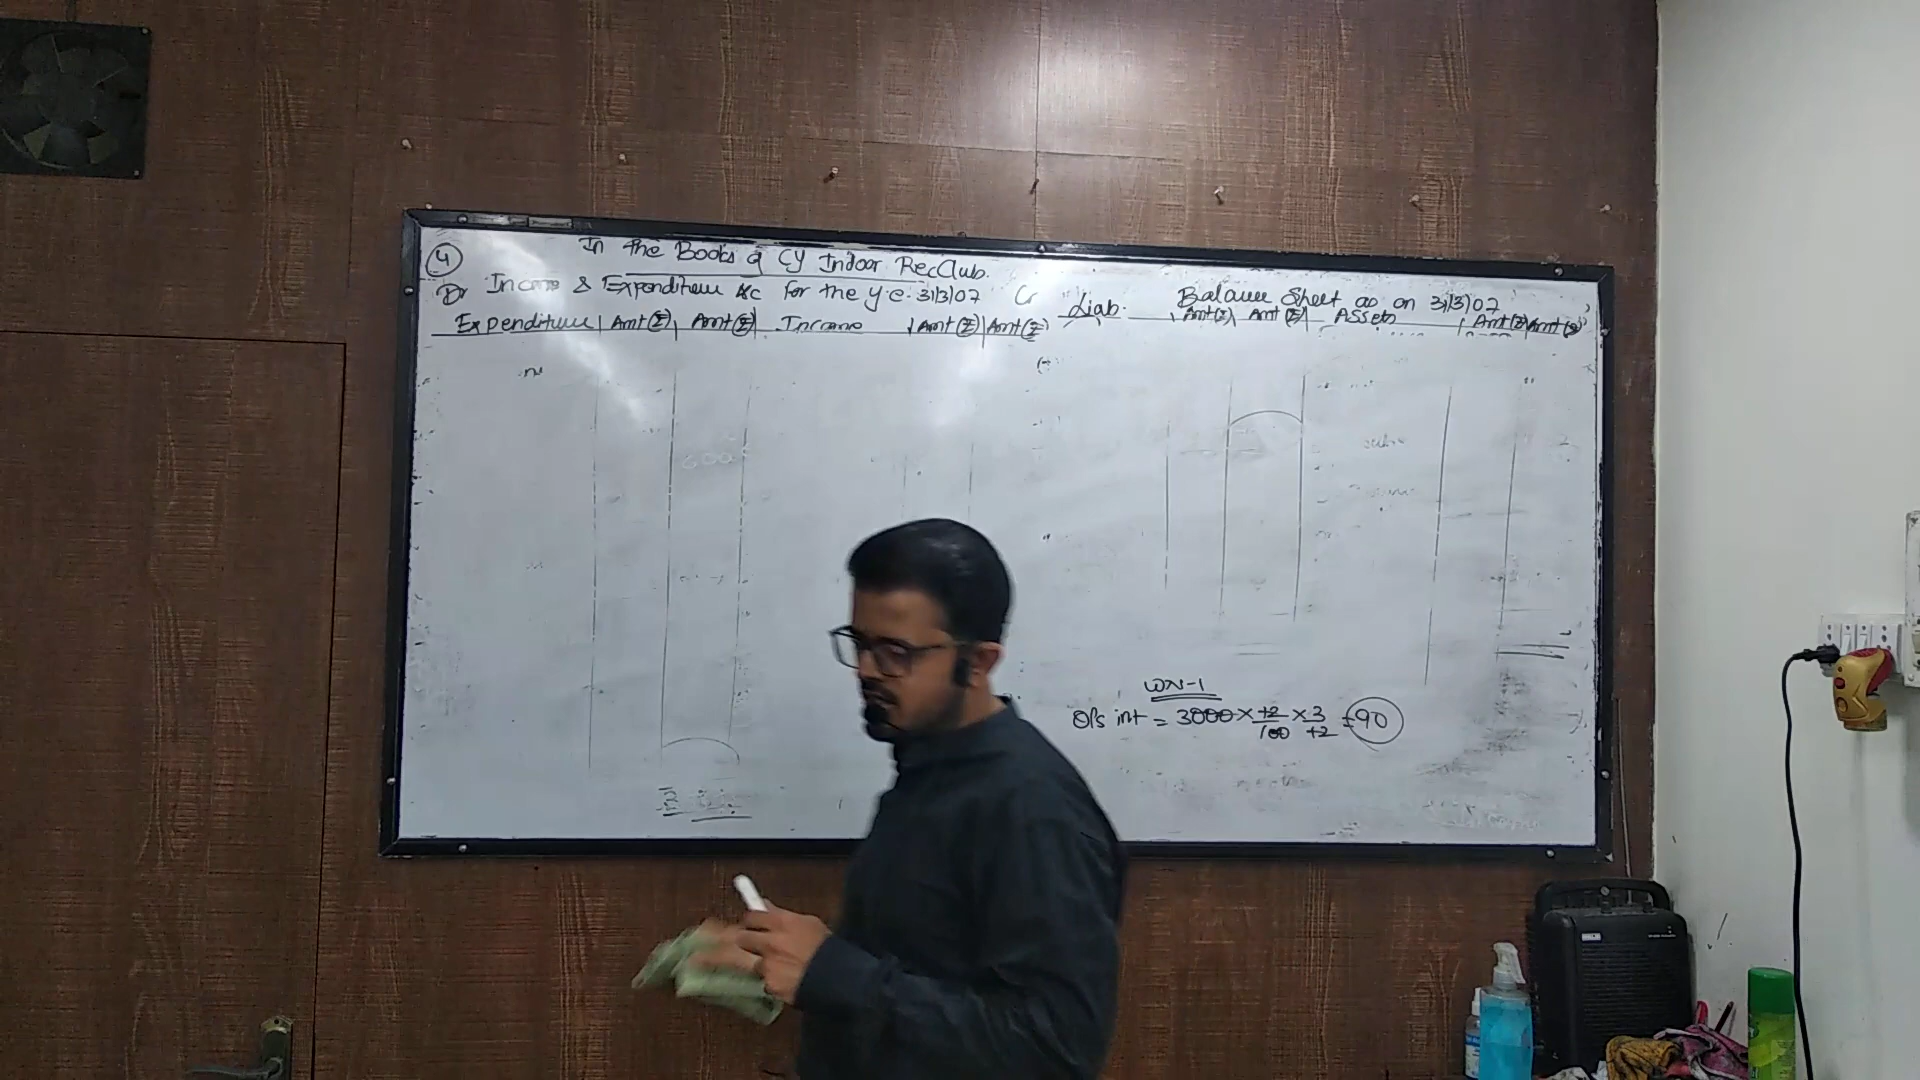 4
In the Books of CY Indoor Rec Club.
Dr Income & Expenditure A/c for the y.e. 31/3/07 Cr
Expenditure Amt(₹) Amt(₹) Income Amt(₹) Amt(₹)
Balance Sheet as on 31/3/07
Liab. Amt(₹) Amt(₹) Assets Amt(₹) Amt(₹)
WN-1
O/s int = 3000 × 12/100 × 3/12 = 90